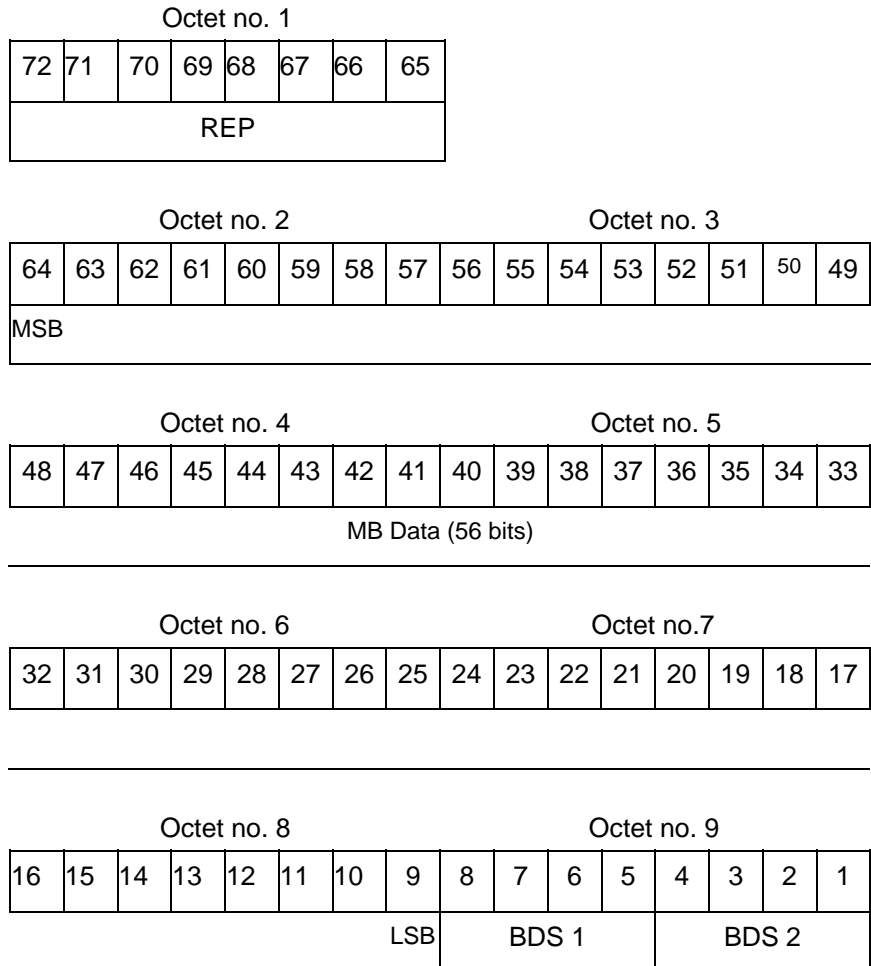 Octet no. 1
72 71 70 69 68 67 66 65
REP
Octet no. 2 Octet no. 3
64 63 62 61 60 59 58 57 56 55 54 53 52 51 50 49
MSB
Octet no. 4 Octet no. 5
48 47 46 45 44 43 42 41 40 39 38 37 36 35 34 33
MB Data (56 bits)
Octet no. 6 Octet no.7
32 31 30 29 28 27 26 25 24 23 22 21 20 19 18 17
Octet no. 8 Octet no. 9
16 15 14 13 12 11 10 9 8 7 6 5 4 3 2 1
LSB BDS 1 BDS 2